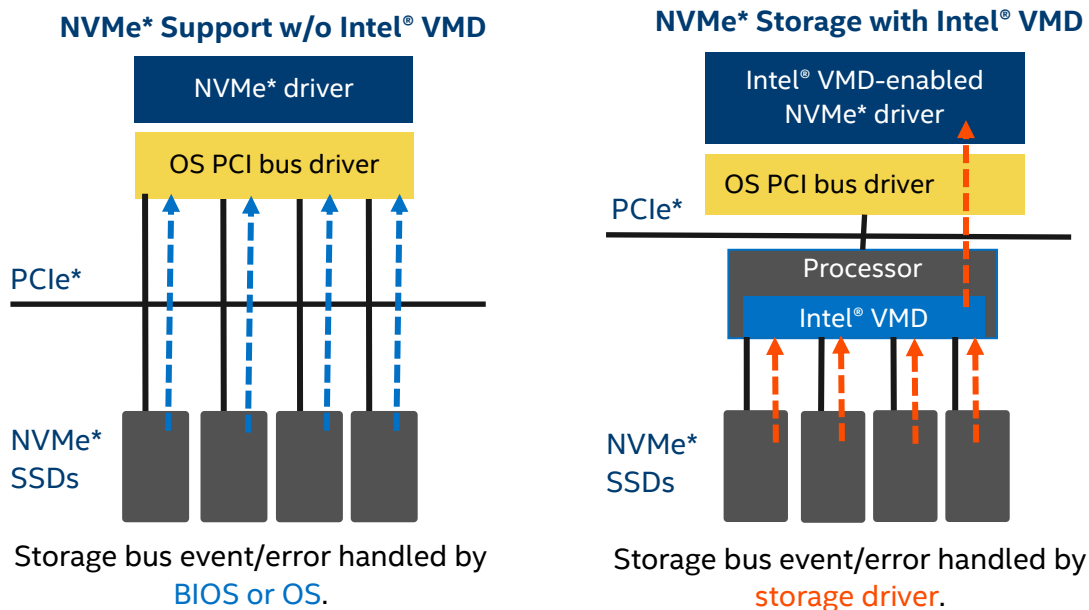 NVMe* Support w/o Intel® VMD
NVMe* driver
OS PCI bus driver
PCIe*
NVMe*
SSDs
Storage bus event/error handled by
BIOS or OS.
NVMe* Storage with Intel® VMD
Intel® VMD-enabled
NVMe* driver
OS PCI bus driver
PCIe*
Processor
Intel® VMD
NVMe*
SSDs
Storage bus event/error handled by
storage driver.